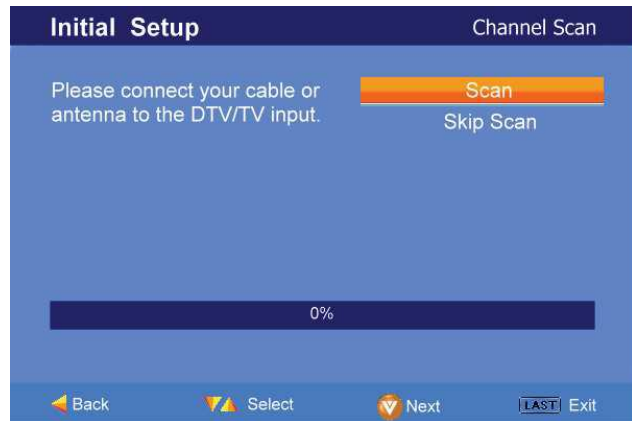 Initial Setup
Channel Scan
Please connect your cable or
antenna to the DTV/TV input.
Scan
Skip Scan
0%
Back
Select
V
Next
LAST
Exit